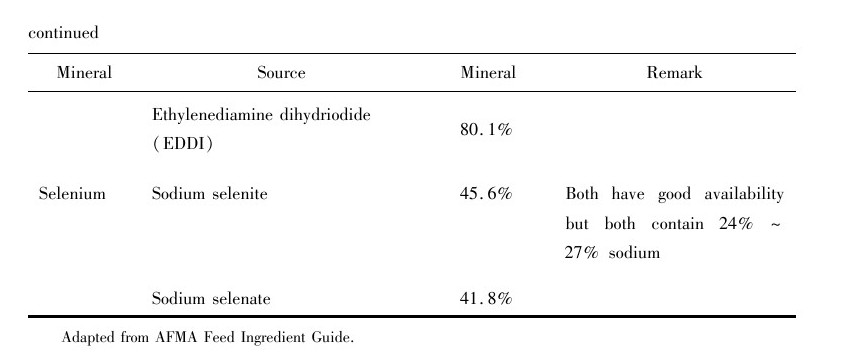 continued
Mineral Source Mineral Remark
Ethylenediamine dihydriodide
(EDDI)
80.1%
Selenium Sodium selenite 45.6% Both have good availability
but both contain 24% ~
27% sodium
Sodium selenate 41.8%
Adapted from AFMA Feed Ingredient Guide.